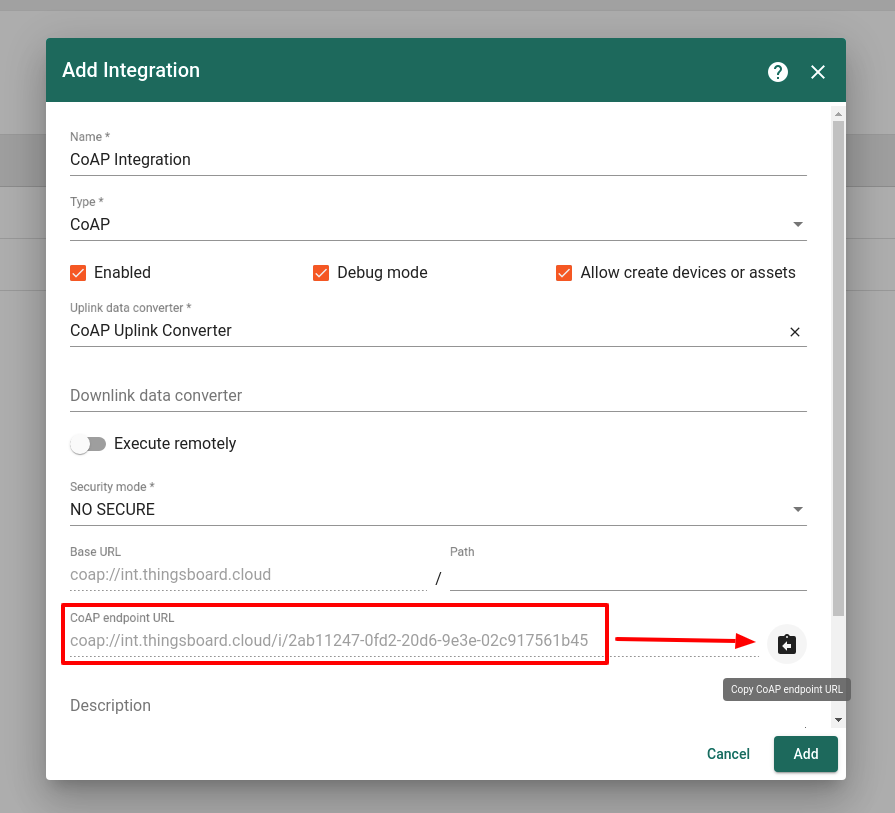 Add Integration
Name *
CoAP Integration
Type *
CoAP
Enabled Debug mode Allow create devices or assets
Uplink data converter *
CoAP Uplink Converter
Downlink data converter
Execute remotely
Security mode *
NO SECURE
Base URL Path
coap://int.thingsboard.cloud /
CoAP endpoint URL
coap://int.thingsboard.cloud/i/2ab11247-0fd2-20d6-9e3e-02c917561b45
Copy CoAP endpoint URL
Description
Cancel Add